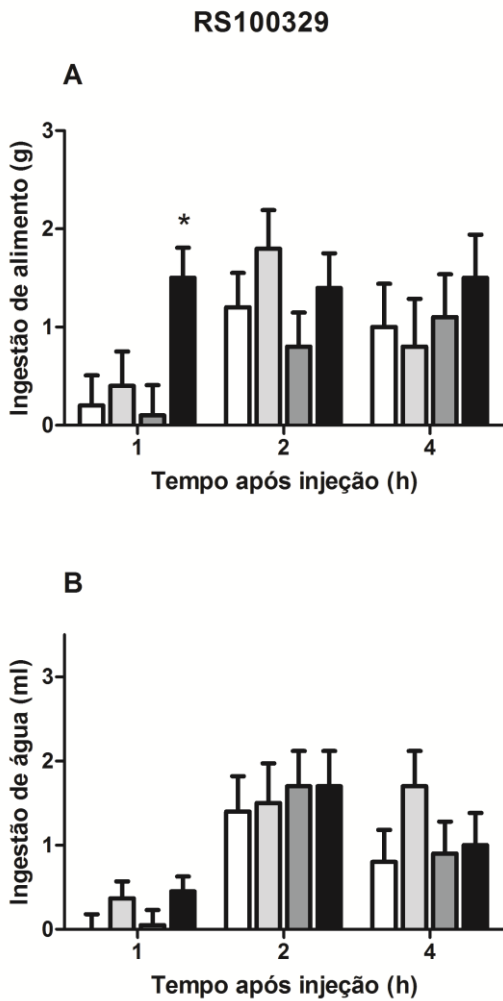 RS100329
A
Ingestão de alimento (g)
3
2
1
0
*
1 2 4
Tempo após injeção (h)
B
Ingestão de água (ml)
3
2
1
0
1 2 4
Tempo após injeção (h)